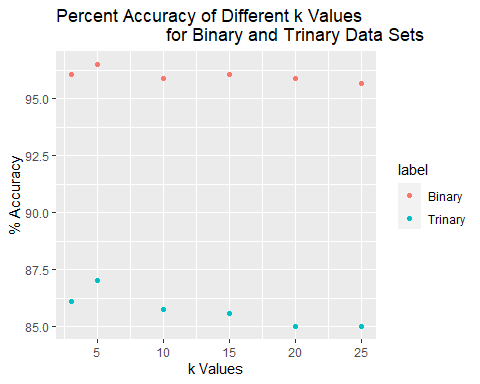 Percent Accuracy of Different k Values
for Binary and Trinary Data Sets
% Accuracy
95.0
92.5
90.0
87.5
85.0
5 10 15 20 25
k Values
label
Binary
Trinary